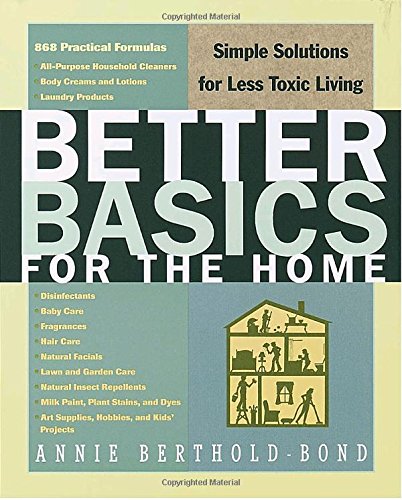 Copyrighted Material
868 Practical Formulas
All-Purpose Household Cleaners
Body Creams and Lotions
Laundry Products
Simple Solutions
for Less Toxic Living
BETTER
BASICS
FOR THE HOME
Disinfectants
Baby Care
Fragrances
Hair Care
Natural Facials
Lawn and Garden Care
Natural Insect Repellents
Milk Paint, Plant Stains, and Dyes
Art Supplies, Hobbies, and Kids'
Projects
ANNIE BERTHOLD-BOND
Copyrighted Material